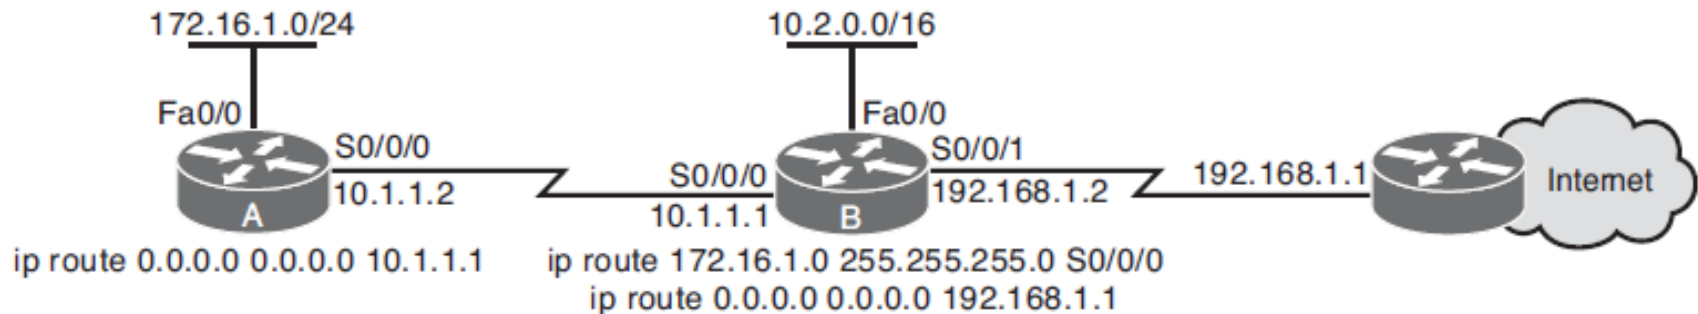 172.16.1.0/24
10.2.0.0/16
Fa0/0
Fa0/0
S0/0/0
S0/0/1
S0/0/0
192.168.1.1
Internet
10.1.1.2
192.168.1.2
A
10.1.1.1
B
ip route 0.0.0.0 0.0.0.0 10.1.1.1
ip route 172.16.1.0 255.255.255.0 S0/0/0
ip route 0.0.0.0 0.0.0.0 192.168.1.1